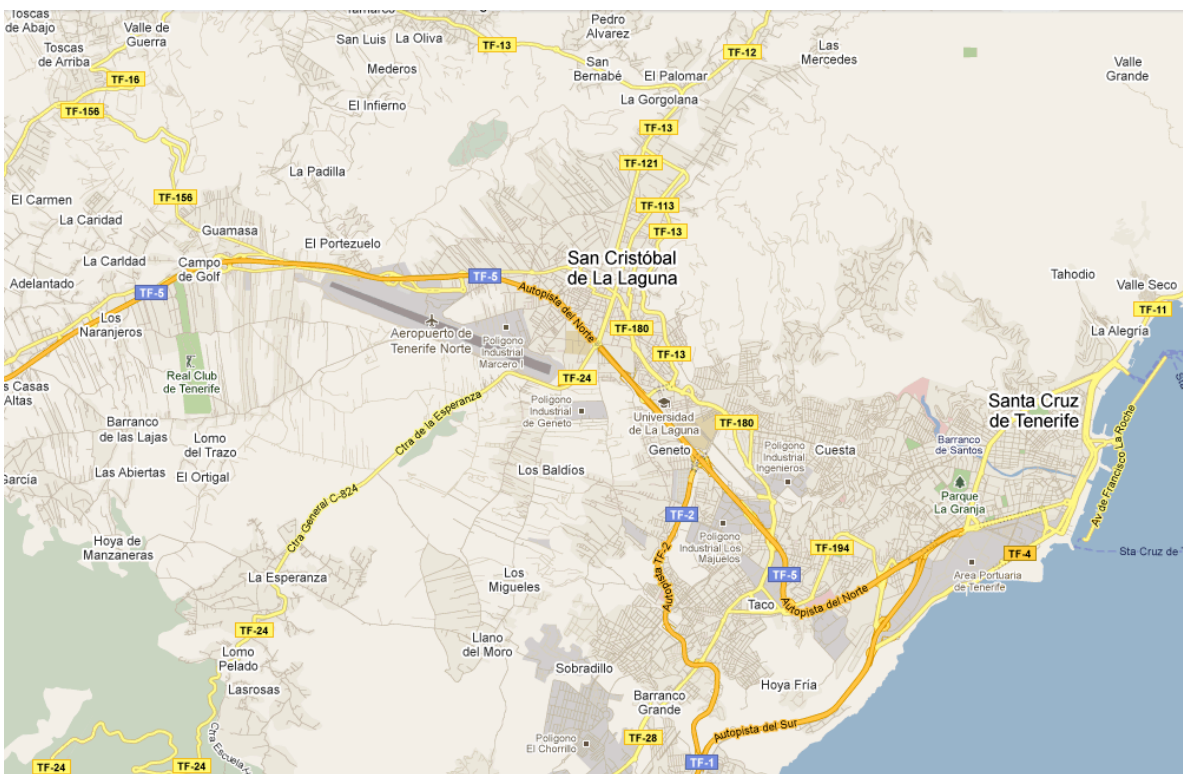 Toscas
de Abajo
Valle de
Guerra
Tamarco
San Luis
La Oliva
TF-13
Pedro
Alvarez
TF-12
Las
Mercedes
Valle
Grande
Toscas
de Arriba
TF-16
Mederos
San
Bernabé
El Palomar
La Gorgolana
TF-156
El Infierno
TF-13
TF-121
La Padilla
TF-156
El Carmen
La Caridad
Guamasa
TF-113
TF-13
El Portezuelo
La Caridad
Campo
de Golf
San Cristóbal
de La Laguna
TF-5
Adelantado
TF-5
Autopista del Norte
Tahodio
Valle Seco
TF-11
La Alegría
Los
Naranjeros
Aeropuerto de
Tenerife Norte
Polígono
Industrial
Marcero I
TF-180
TF-13
Real Club
de Tenerife
TF-24
s Casas
Altas
Ctra de la Esperanza
Polígono
Industrial
de Geneto
Universidad
de La Laguna
TF-180
Geneto
Santa Cruz
de Tenerife
Av de Francisco La Roche
Barranco
de las Lajas
Lomo
del Trazo
Barranco
de Santos
Polígono
Industrial
Ingenieros
Cuesta
Las Abiertas
El Ortigal
García
Los Baldíos
Parque
La Granja
Ctra General C-824
TF-2
Polígono
Industrial Los
Majuelos
Hoya de
Manzaneras
TF-194
TF-4
Sta Cruz de
Autopista TF-2
TF-5
Area Portuaria
de Tenerife
La Esperanza
Los
Migueles
Taco
Autopista del Norte
TF-24
Llano
del Moro
Lomo
Pelado
Lasrosas
Sobradillo
Hoya Fría
Barranco
Grande
Autopista del Sur
Polígono
El Chorrillo
TF-28
TF-1
TF-24
TF-24
Ctra Escuela